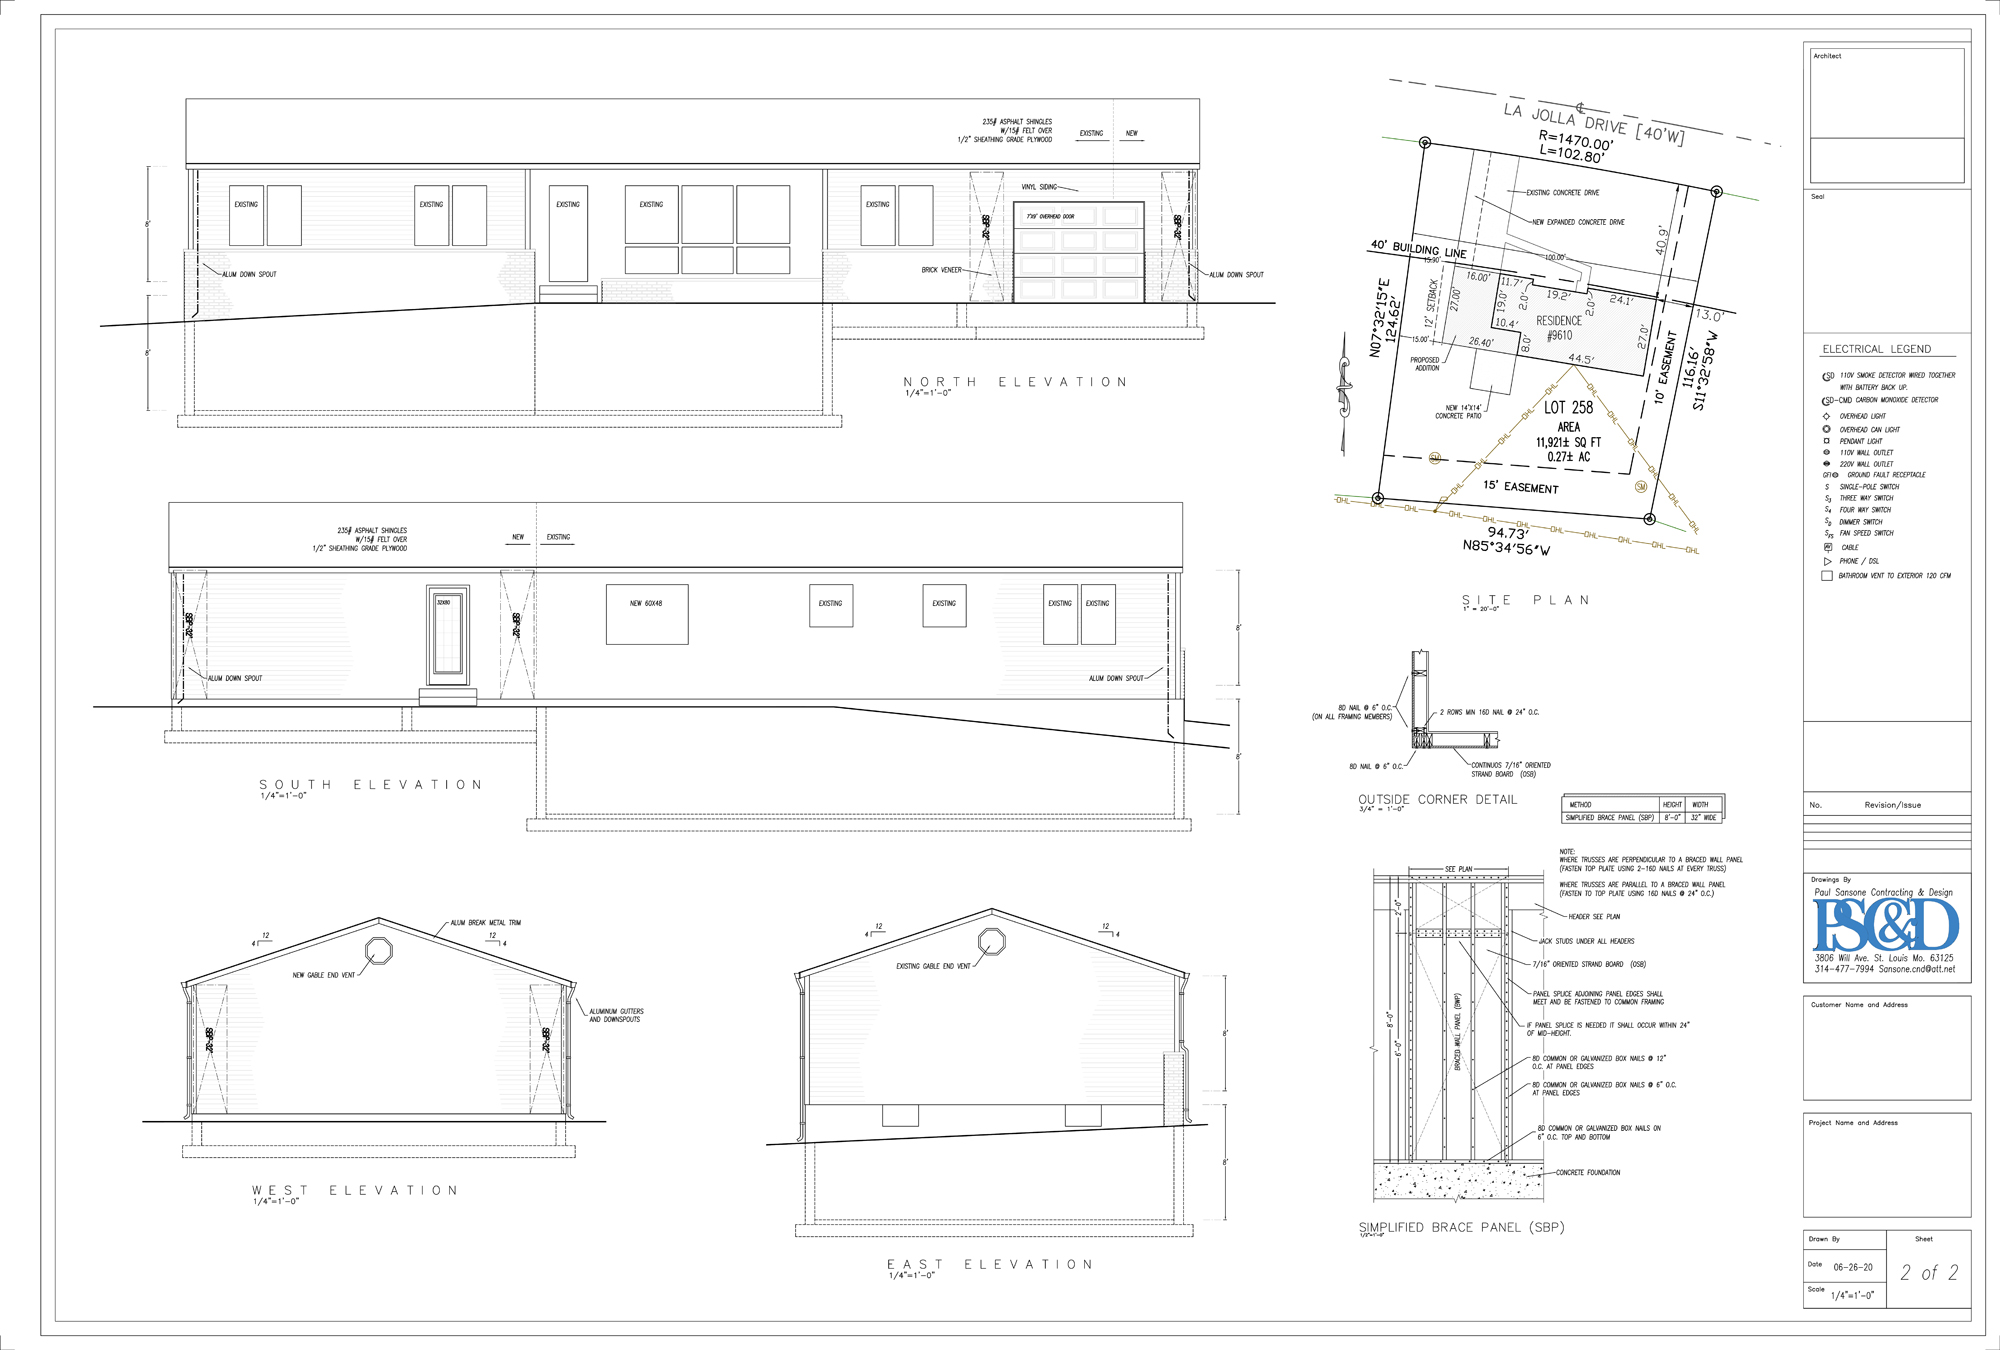 235# ASPHALT SHINGLES
W/15# FELT OVER
1/2" SHEATHING GRADE PLYWOOD
EXISTING
NEW
VINYL SIDING
EXISTING
EXISTING
EXISTING
EXISTING
EXISTING
SBP-32"
7'X9' OVERHEAD DOOR
SBP-32"
8'
ALUM DOWN SPOUT
BRICK VENEER
ALUM DOWN SPOUT
8'
NORTH ELEVATION
1/4"=1'-0"
235# ASPHALT SHINGLES
W/15# FELT OVER
1/2" SHEATHING GRADE PLYWOOD
NEW
EXISTING
SBP-32"
32X80
SBP-32"
NEW 60X48
EXISTING
EXISTING
EXISTING
EXISTING
8'
ALUM DOWN SPOUT
ALUM DOWN SPOUT
8'
SOUTH ELEVATION
1/4"=1'-0"
12
4
ALUM BREAK METAL TRIM
12
4
NEW GABLE END VENT
ALUMINUM GUTTERS
AND DOWNSPOUTS
SBP-32"
SBP-32"
WEST ELEVATION
1/4"=1'-0"
12
4
12
4
EXISTING GABLE END VENT
8'
8'
EAST ELEVATION
1/4"=1'-0"
LA JOLLA DRIVE [40'W]
R=1470.00'
L=102.80'
EXISTING CONCRETE DRIVE
NEW EXPANDED CONCRETE DRIVE
40.9'
40' BUILDING LINE
15.90'
100.00'
16.00'
11.7'
19.2'
2.0'
2.0'
24.1'
13.0'
12' SETBACK
27.00'
19.0'
10.4'
RESIDENCE
#9610
27.0'
N07°32'15"E
124.62'
15.00'
26.40'
8.0'
44.5'
PROPOSED
ADDITION
10' EASEMENT
116.16'
S11°32'58"W
NEW 14'X14'
CONCRETE PATIO
LOT 258
AREA
11,921± SQ FT
0.27± AC
OHL
OHL
OHL
OHL
OHL
OHL
OHL
OHL
SM
SM
15' EASEMENT
OHL
OHL
OHL
OHL
OHL
OHL
OHL
OHL
OHL
94.73'
N85°34'56"W
SITE PLAN
1" = 20'-0"
8D NAIL @ 6" O.C.
(ON ALL FRAMING MEMBERS)
2 ROWS MIN 16D NAIL @ 24" O.C.
8D NAIL @ 6" O.C.
CONTINUOS 7/16" ORIENTED
STRAND BOARD (OSB)
OUTSIDE CORNER DETAIL
3/4" = 1'-0"
METHOD HEIGHT WIDTH
SIMPLIFIED BRACE PANEL (SBP) 8'-0" 32" WIDE
NOTE:
WHERE TRUSSES ARE PERPENDICULAR TO A BRACED WALL PANEL
(FASTEN TOP PLATE USING 2-16D NAILS AT EVERY TRUSS)
WHERE TRUSSES ARE PARALLEL TO A BRACED WALL PANEL
(FASTEN TO TOP PLATE USING 16D NAILS @ 24" O.C.)
SEE PLAN
2'-0"
8'-0"
6'-0"
BRACED WALL PANEL (BWP)
HEADER SEE PLAN
JACK STUDS UNDER ALL HEADERS
7/16" ORIENTED STRAND BOARD (OSB)
PANEL SPLICE ADJOINING PANEL EDGES SHALL
MEET AND BE FASTENED TO COMMON FRAMING
IF PANEL SPLICE IS NEEDED IT SHALL OCCUR WITHIN 24"
OF MID-HEIGHT.
8D COMMON OR GALVANIZED BOX NAILS @ 12"
O.C. AT PANEL EDGES
8D COMMON OR GALVANIZED BOX NAILS @ 6" O.C.
AT PANEL EDGES
8D COMMON OR GALVANIZED BOX NAILS ON
6" O.C. TOP AND BOTTOM
CONCRETE FOUNDATION
SIMPLIFIED BRACE PANEL (SBP)
1/2"=1'-0"
Architect
Seal
ELECTRICAL LEGEND
SD 110V SMOKE DETECTOR WIRED TOGETHER
WITH BATTERY BACK UP.
SD-CMD CARBON MONOXIDE DETECTOR
OVERHEAD LIGHT
OVERHEAD CAN LIGHT
PENDANT LIGHT
110V WALL OUTLET
220V WALL OUTLET
GFI GROUND FAULT RECEPTACLE
S SINGLE-POLE SWITCH
S3 THREE WAY SWITCH
S4 FOUR WAY SWITCH
SD DIMMER SWITCH
SFS FAN SPEED SWITCH
CABLE
PHONE / DSL
BATHROOM VENT TO EXTERIOR 120 CFM
No. Revision/Issue
Drawings By
Paul Sansone Contracting & Design
PSC&D
3806 Will Ave. St. Louis Mo. 63125
314-477-7994 Sansone.cnd@att.net
Customer Name and Address
Project Name and Address
Drawn By
Sheet
Date 06-26-20
2 of 2
Scale 1/4"=1'-0"